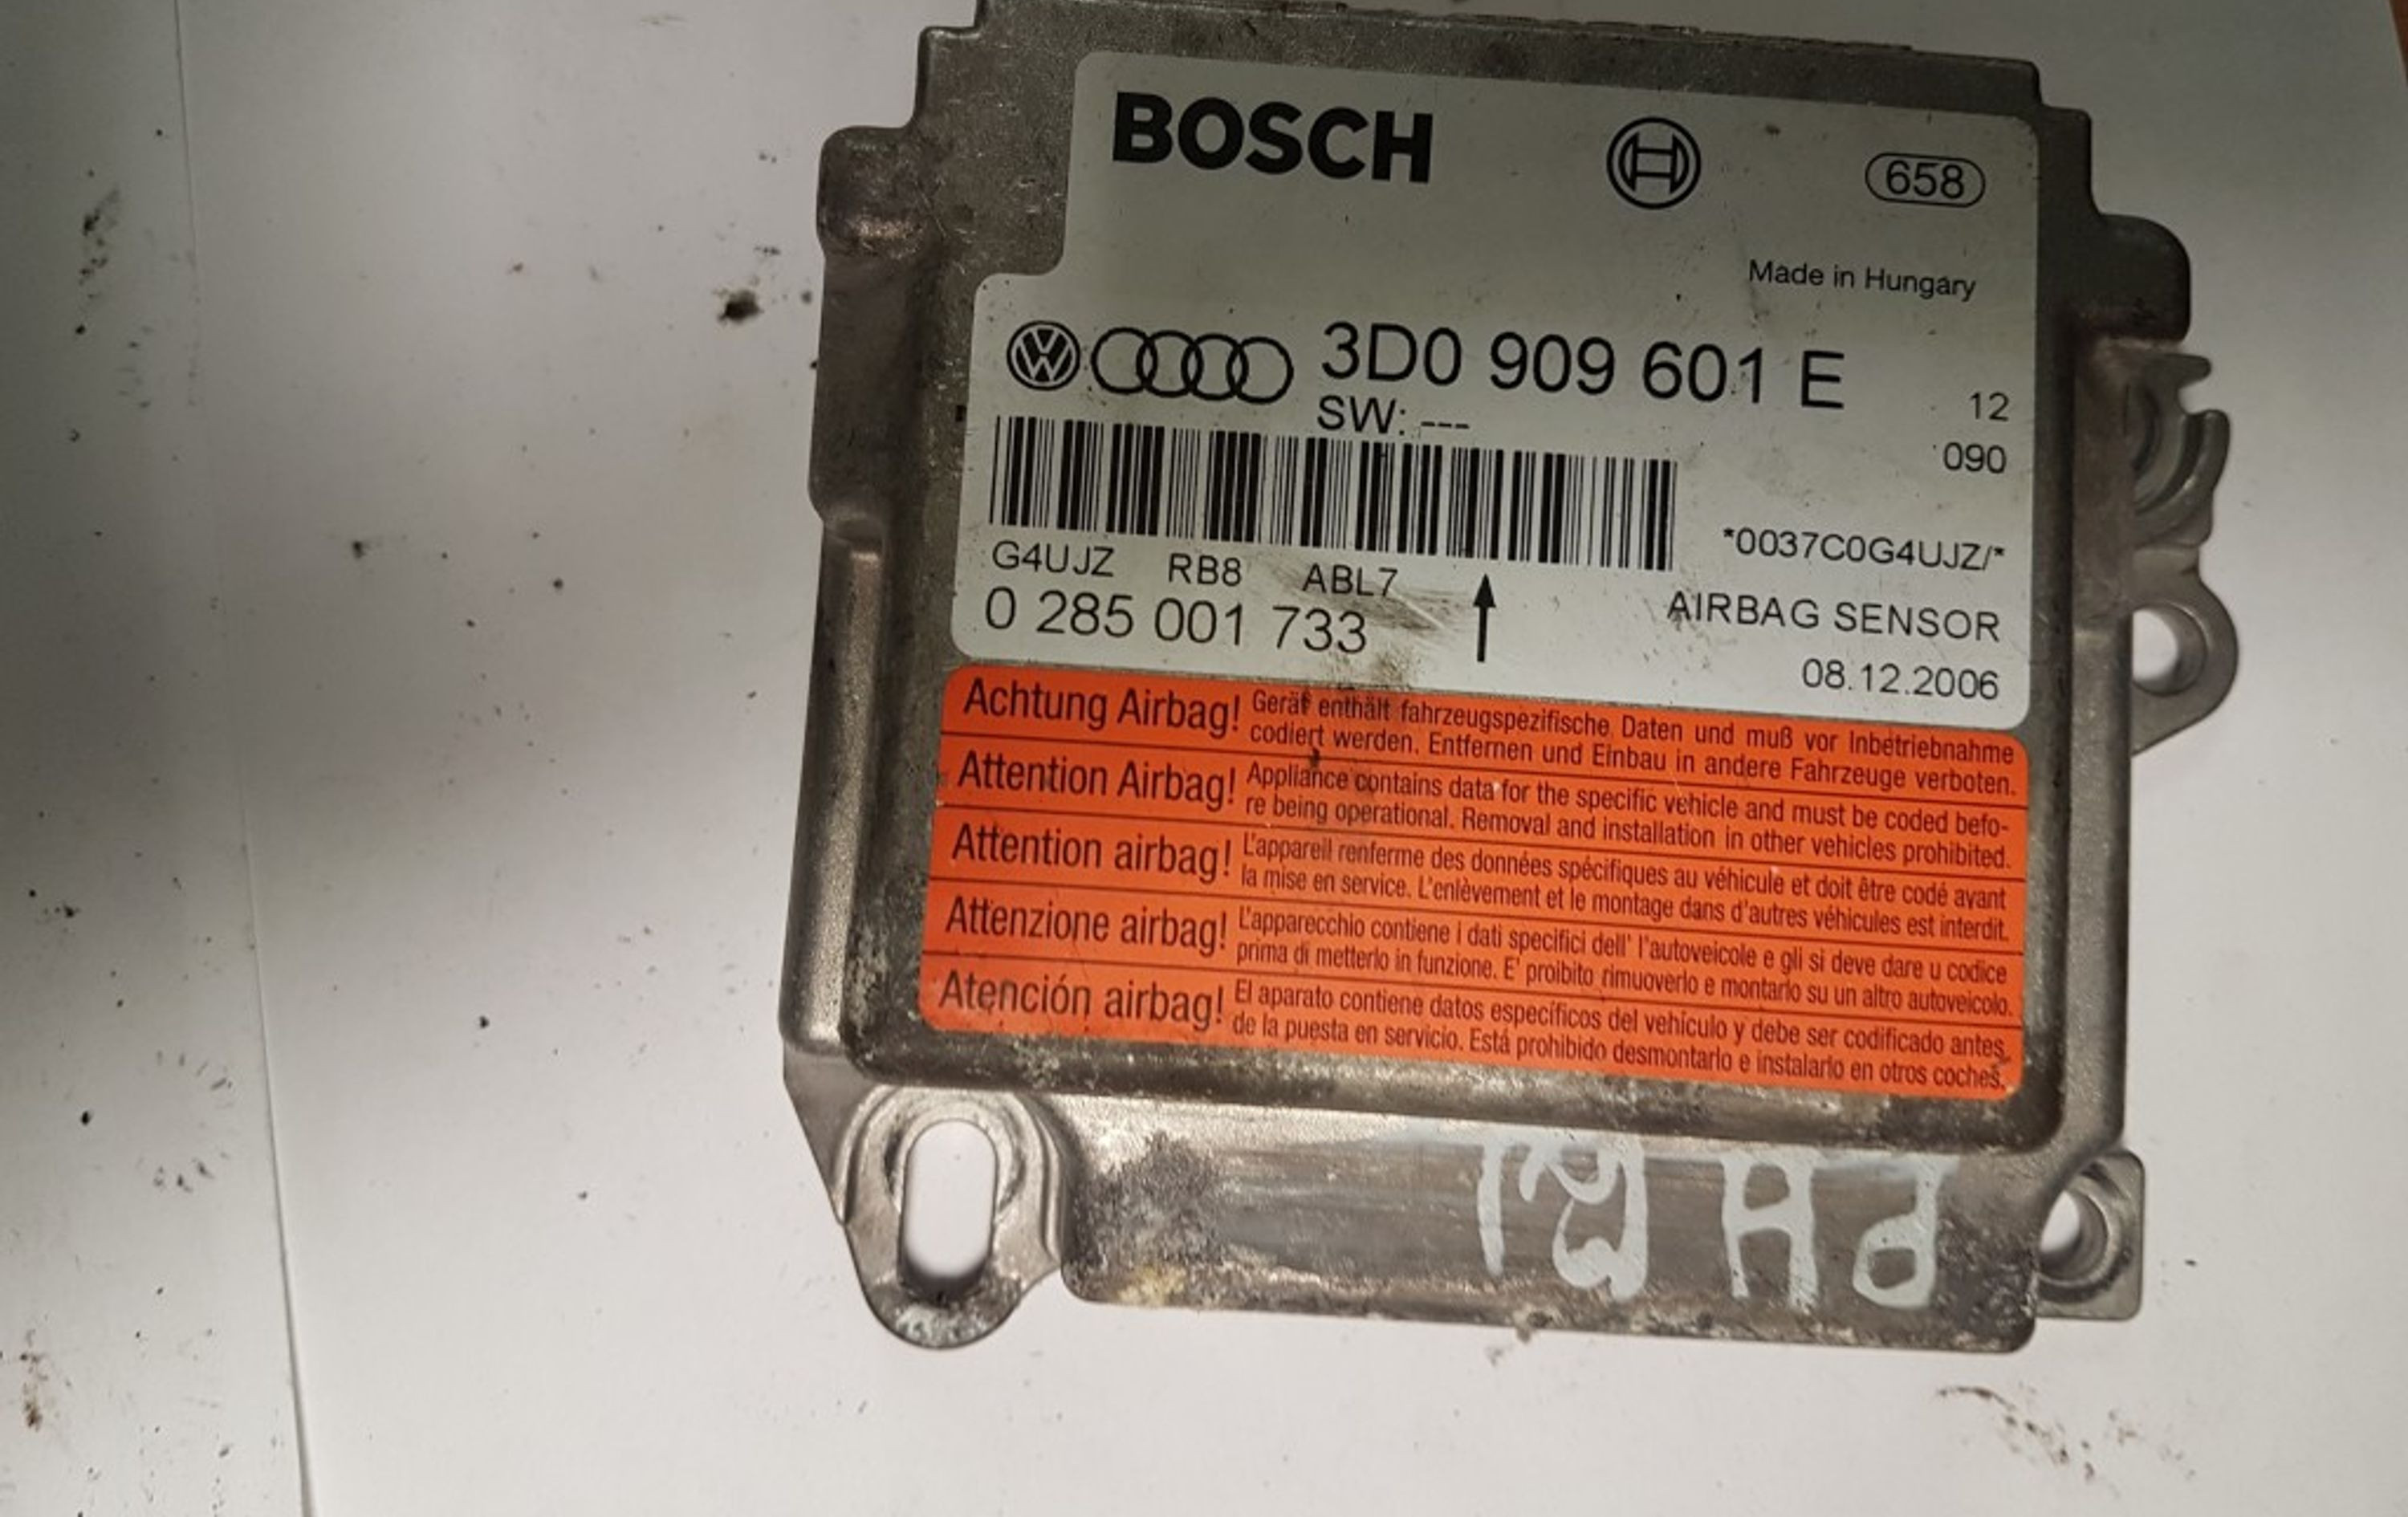 BOSCH
658
Made in Hungary
3D0 909 601 E
12
SW: ---
090
*0037C0G4UJZ/*
G4UJZ RB8 ABL7
AIRBAG SENSOR
0 285 001 733
08.12.2006
Achtung Airbag! Gerät enthält fahrzeugspezifische Daten und muß vor Inbetriebnahme
codiert werden. Entfernen und Einbau in andere Fahrzeuge verboten.
Attention Airbag! Appliance contains data for the specific vehicle and must be coded befo-
re being operational. Removal and installation in other vehicles prohibited.
Attention airbag! L'appareil renferme des données spécifiques au véhicule et doit être codé avant
la mise en service. L'enlèvement et le montage dans d'autres véhicules est interdit.
Attenzione airbag! L'apparecchio contiene i dati specifici dell' l'autoveicole e gli si deve dare u codice
prima di metterlo in funzione. E' proibito rimuoverlo e montarlo su un altro autoveicolo.
Atención airbag! El aparato contiene datos específicos del vehículo y debe ser codificado antes
de la puesta en servicio. Está prohibido desmontarlo e instalarlo en otros coches.